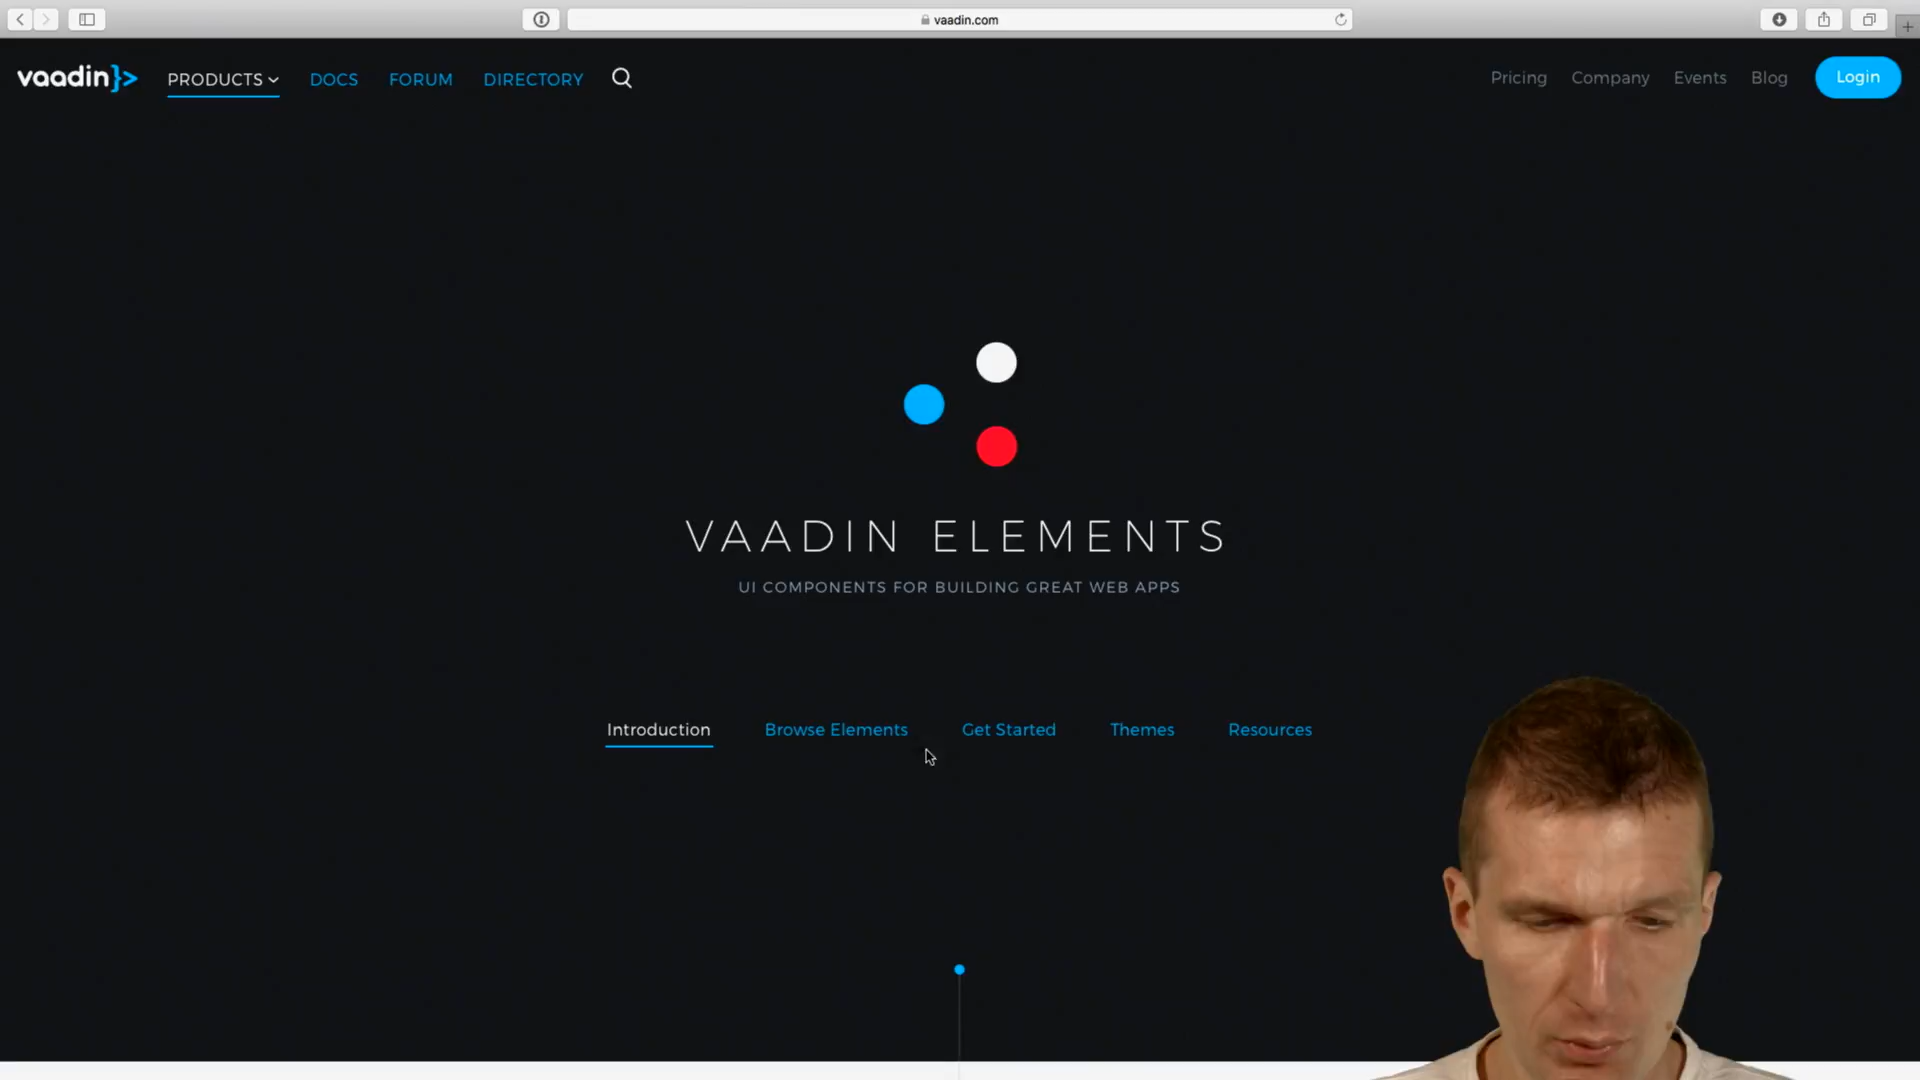 vaadin.com
vaadin}> PRODUCTS DOCS FORUM DIRECTORY Pricing Company Events Blog Login
VAADIN ELEMENTS
UI COMPONENTS FOR BUILDING GREAT WEB APPS
Introduction Browse Elements Get Started Themes Resources